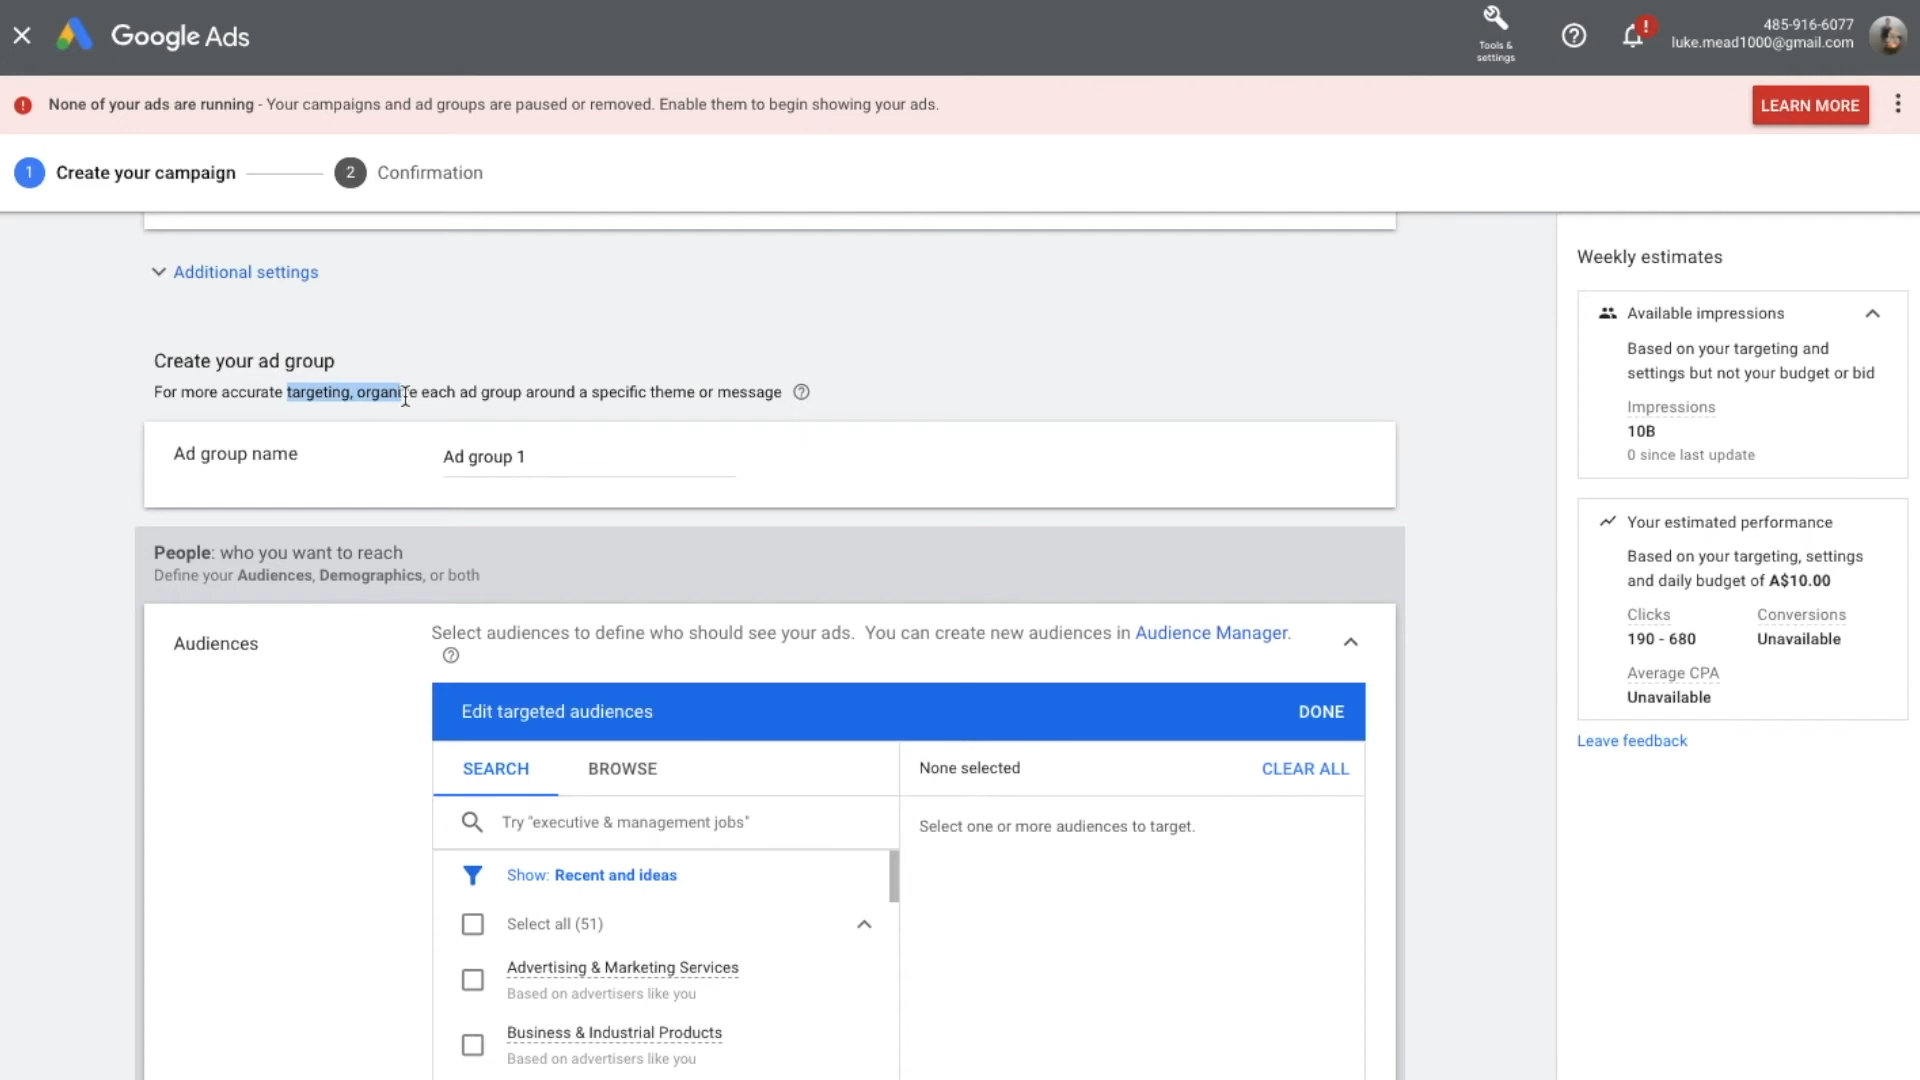 Google Ads
Tools & settings
485-916-6077
luke.mead1000@gmail.com
None of your ads are running - Your campaigns and ad groups are paused or removed. Enable them to begin showing your ads.
LEARN MORE
1 Create your campaign
2 Confirmation
Additional settings
Create your ad group
For more accurate targeting, organize each ad group around a specific theme or message
Ad group name
Ad group 1
People: who you want to reach
Define your Audiences, Demographics, or both
Audiences
Select audiences to define who should see your ads. You can create new audiences in Audience Manager.
Edit targeted audiences
DONE
SEARCH
BROWSE
None selected
CLEAR ALL
Try "executive & management jobs"
Select one or more audiences to target.
Show: Recent and ideas
Select all (51)
Advertising & Marketing Services
Based on advertisers like you
Business & Industrial Products
Based on advertisers like you
Weekly estimates
Available impressions
Based on your targeting and
settings but not your budget or bid
Impressions
10B
0 since last update
Your estimated performance
Based on your targeting, settings
and daily budget of A$10.00
Clicks
Conversions
190 - 680
Unavailable
Average CPA
Unavailable
Leave feedback